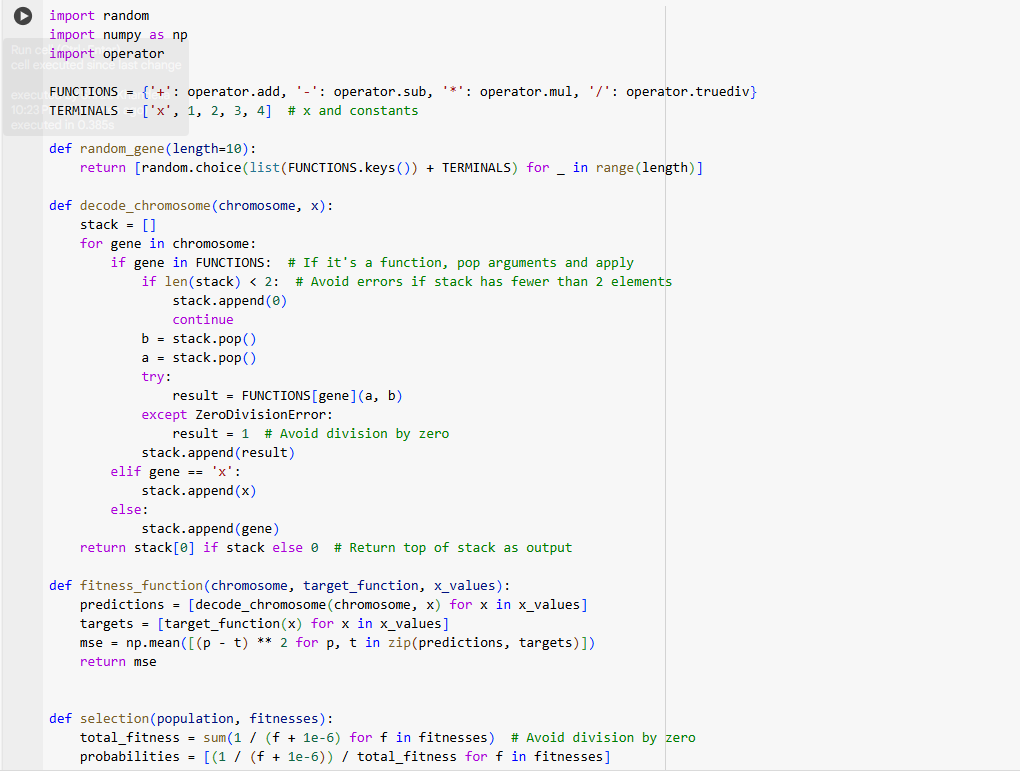 import random
import numpy as np
import operator
FUNCTIONS = {'+': operator.add, '-': operator.sub, '*': operator.mul, '/': operator.truediv}
TERMINALS = ['x', 1, 2, 3, 4]  # x and constants
def random_gene(length=10):
    return [random.choice(list(FUNCTIONS.keys()) + TERMINALS) for _ in range(length)]
def decode_chromosome(chromosome, x):
    stack = []
    for gene in chromosome:
        if gene in FUNCTIONS:  # If it's a function, pop arguments and apply
            if len(stack) < 2:  # Avoid errors if stack has fewer than 2 elements
                stack.append(0)
                continue
            b = stack.pop()
            a = stack.pop()
            try:
                result = FUNCTIONS[gene](a, b)
            except ZeroDivisionError:
                result = 1  # Avoid division by zero
            stack.append(result)
        elif gene == 'x':
            stack.append(x)
        else:
            stack.append(gene)
    return stack[0] if stack else 0  # Return top of stack as output
def fitness_function(chromosome, target_function, x_values):
    predictions = [decode_chromosome(chromosome, x) for x in x_values]
    targets = [target_function(x) for x in x_values]
    mse = np.mean([(p - t) ** 2 for p, t in zip(predictions, targets)])
    return mse
def selection(population, fitnesses):
    total_fitness = sum(1 / (f + 1e-6) for f in fitnesses)  # Avoid division by zero
    probabilities = [(1 / (f + 1e-6)) / total_fitness for f in fitnesses]